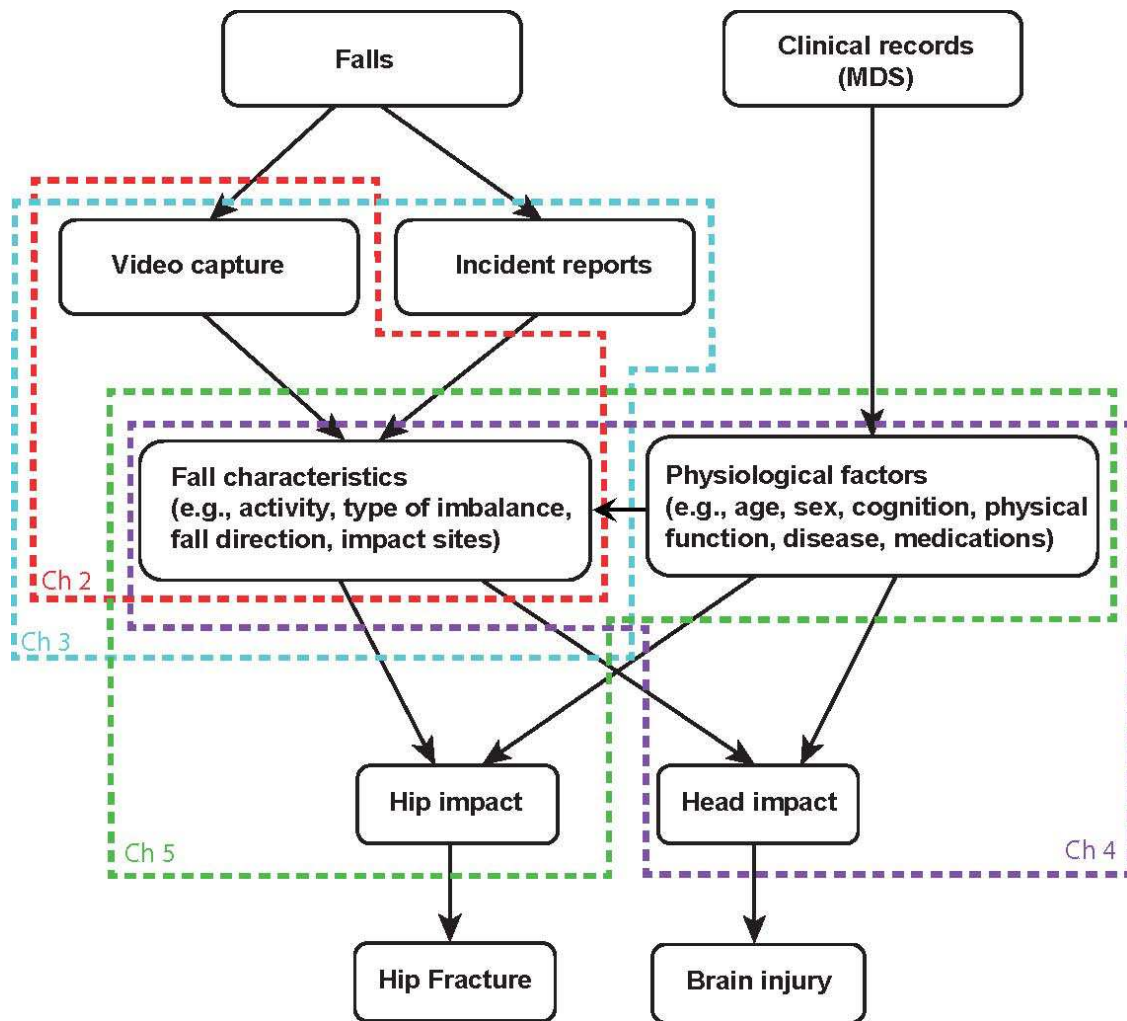 Falls
Clinical records
(MDS)
Video capture
Incident reports
Fall characteristics
(e.g., activity, type of imbalance,
fall direction, impact sites)
Physiological factors
(e.g., age, sex, cognition, physical
function, disease, medications)
Ch 2
Ch 3
Hip impact
Head impact
Ch 5
Ch 4
Hip Fracture
Brain injury